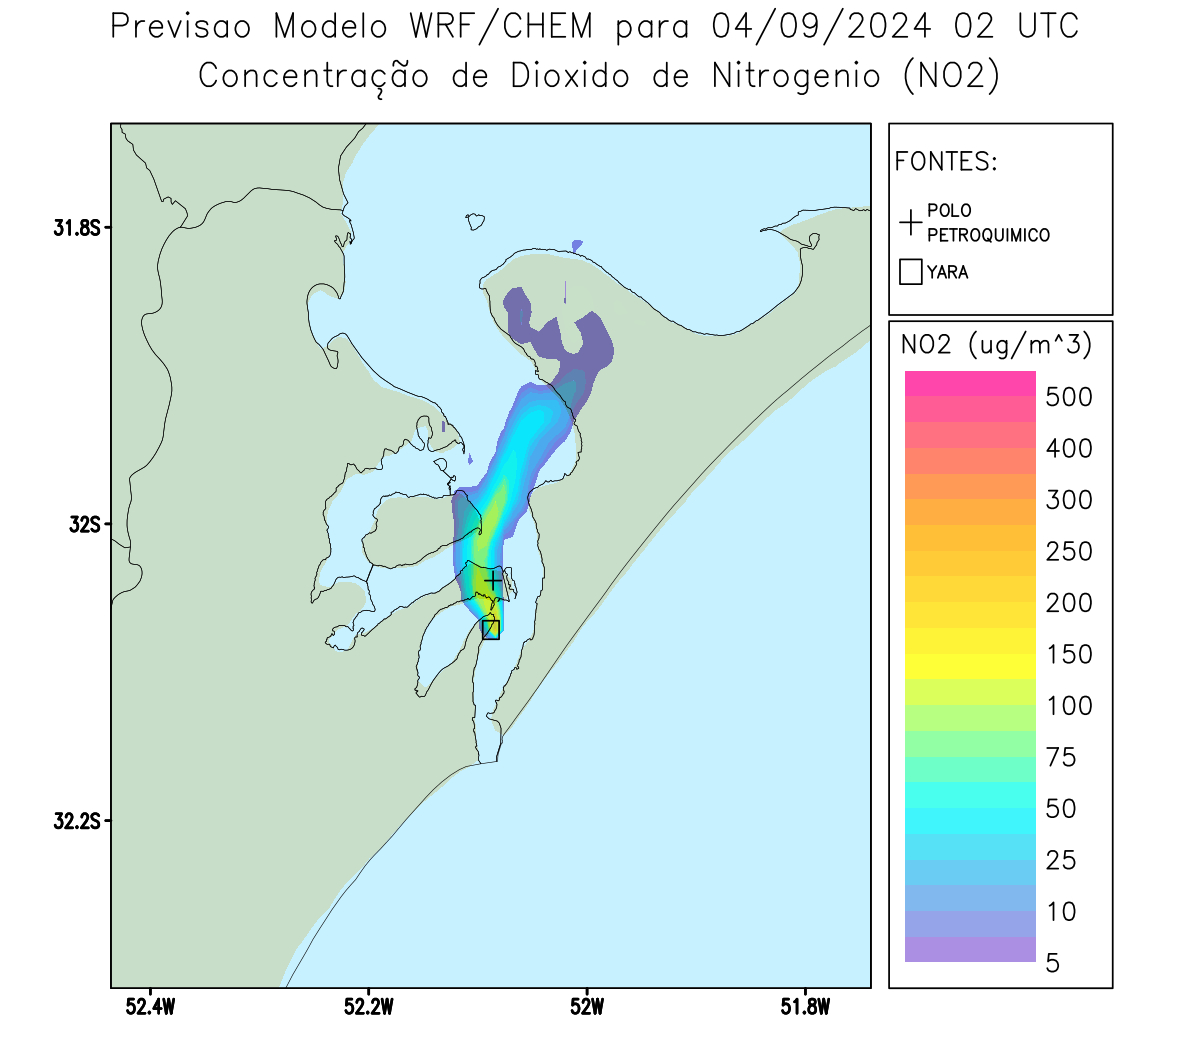 Previsao Modelo WRF/CHEM para 04/09/2024 02 UTC
Concentração de Dioxido de Nitrogenio (NO2)
FONTES:
POLO
PETROQUIMICO
YARA
NO2 (ug/m^3)
500
400
300
250
200
150
100
75
50
25
10
5
31.8S
32S
32.2S
52.4W
52.2W
52W
51.8W